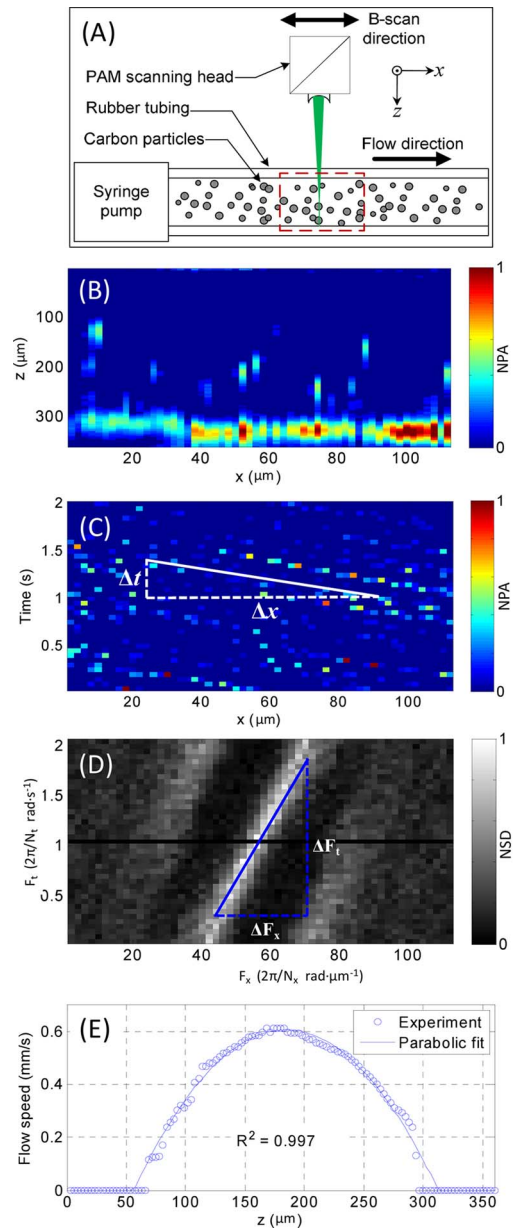 (A)
B-scan
direction
PAM scanning head
Rubber tubing
Carbon particles
x
z
Flow direction
Syringe
pump
(B)
z (μm)
100
200
300
20
40
60
80
100
x (μm)
1
0
NPA
(C)
Time (s)
2
1.5
1
0.5
Δt
Δx
20
40
60
80
100
x (μm)
1
0
NPA
(D)
F_t (2π/N_t rad·s⁻¹)
2
1.5
1
0.5
ΔF_t
ΔF_x
20
40
60
80
100
F_x (2π/N_x rad·μm⁻¹)
1
0
NSD
(E)
Flow speed (mm/s)
0.6
0.4
0.2
0
Experiment
Parabolic fit
R² = 0.997
0
50
100
150
200
250
300
350
z (μm)